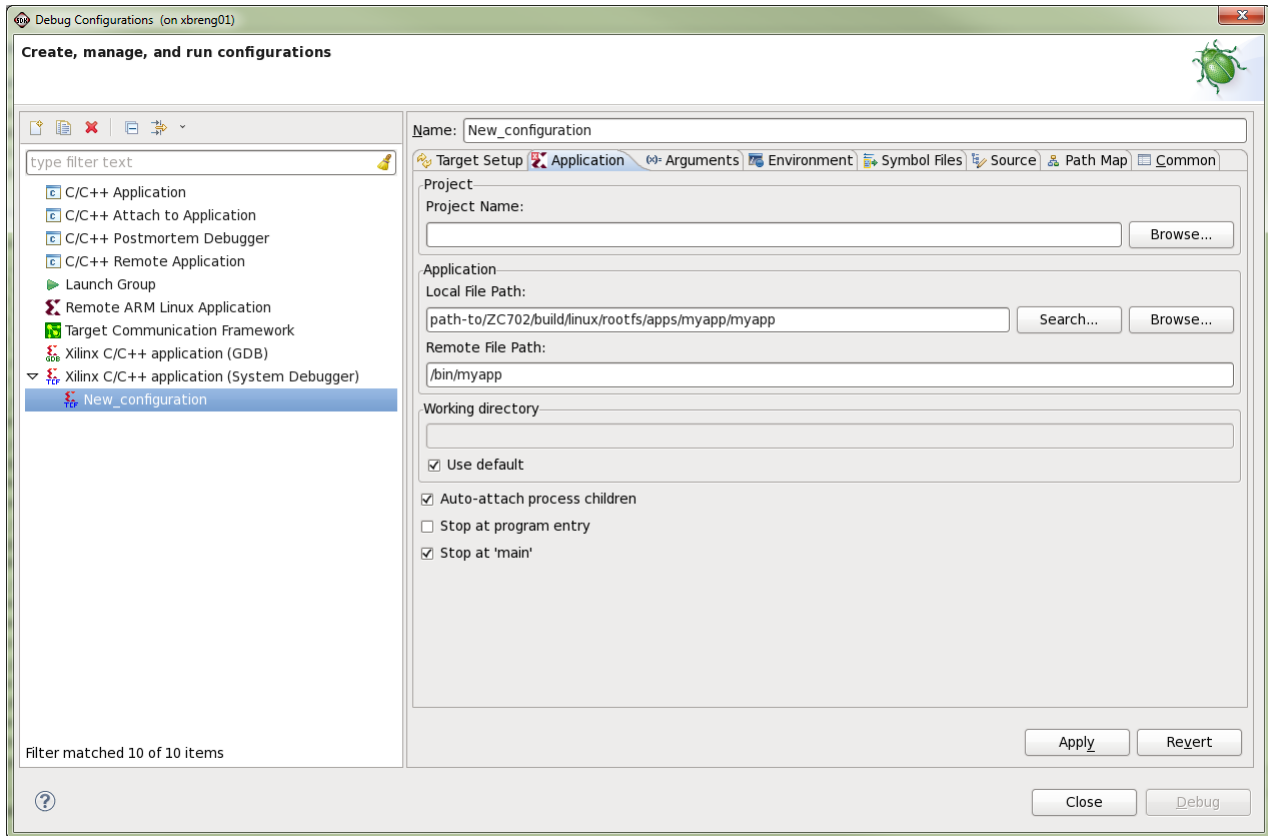 Debug Configurations (on xbreng01)
Create, manage, and run configurations
type filter text
C/C++ Application
C/C++ Attach to Application
C/C++ Postmortem Debugger
C/C++ Remote Application
Launch Group
Remote ARM Linux Application
Target Communication Framework
Xilinx C/C++ application (GDB)
Xilinx C/C++ application (System Debugger)
New_configuration
Filter matched 10 of 10 items
Name: New_configuration
Target Setup Application Arguments Environment Symbol Files Source Path Map Common
Project
Project Name:
Browse...
Application
Local File Path:
path-to/ZC702/build/linux/rootfs/apps/myapp/myapp Search... Browse...
Remote File Path:
/bin/myapp
Working directory
Use default
Auto-attach process children
Stop at program entry
Stop at 'main'
Apply Revert
Close Debug